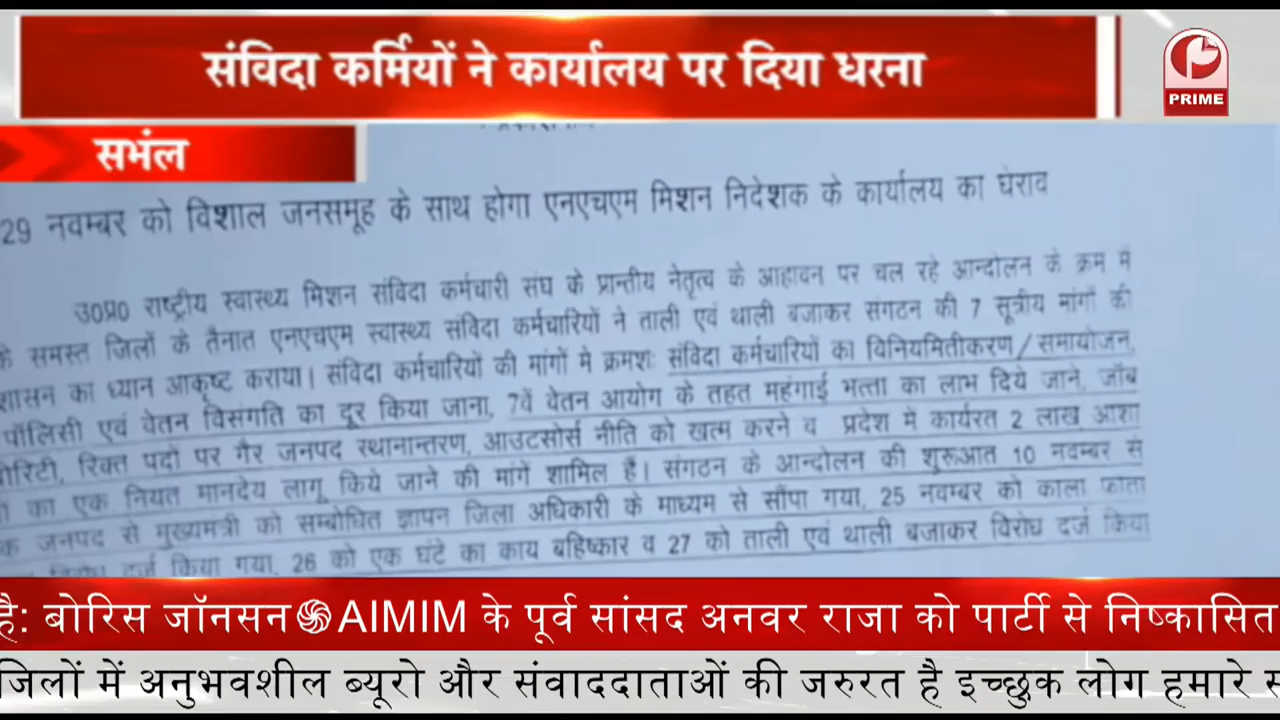 संविदा कर्मियों ने कार्यालय पर दिया धरना
PRIME
सभंल
29 नवम्बर को विशाल जनसमूह के साथ होगा एनएचएम मिशन निदेशक के कार्यालय का घेराव
उ0प्र0 राष्ट्रीय स्वास्थ्य मिशन संविदा कर्मचारी संघ के प्रान्तीय नेतृत्व के आहावन पर चल रहे आन्दोलन के क्रम में
के समस्त जिलों के तैनात एनएचएम स्वास्थ्य संविदा कर्मचारियों ने ताली एवं थाली बजाकर संगठन की 7 सूत्रीय मांगों की
शासन का ध्यान आकृष्ट कराया। संविदा कर्मचारियों की मांगों मे क्रमशः संविदा कर्मचारियों का विनियमितीकरण/समायोजन,
पॉलिसी एवं वेतन विसंगति का दूर किया जाना, 7वें वेतन आयोग के तहत महंगाई भत्ता का लाभ दिये जाने, जॉब
रिक्त पदों पर गैर जनपद स्थानान्तरण, आउटसोर्स नीति को खत्म करने व प्रदेश में कार्यरत 2 लाख आशा
का एक नियत मानदेय लागू किये जाने की मांगें शामिल हैं। संगठन के आन्दोलन की शुरूआत 10 नवम्बर से
जनपद से मुख्यमंत्री को सम्बोधित ज्ञापन जिला अधिकारी के माध्यम से सौंपा गया, 25 नवम्बर को काला फीता
दर्ज किया गया, 26 को एक घंटे का काय बहिष्कार व 27 को ताली एवं थाली बजाकर विरोध दर्ज किया
है: बोरिस जॉनसन AIMIM के पूर्व सांसद अनवर राजा को पार्टी से निष्कासित
जिलों में अनुभवशील ब्यूरो और संवाददाताओं की जरुरत है इच्छुक लोग हमारे